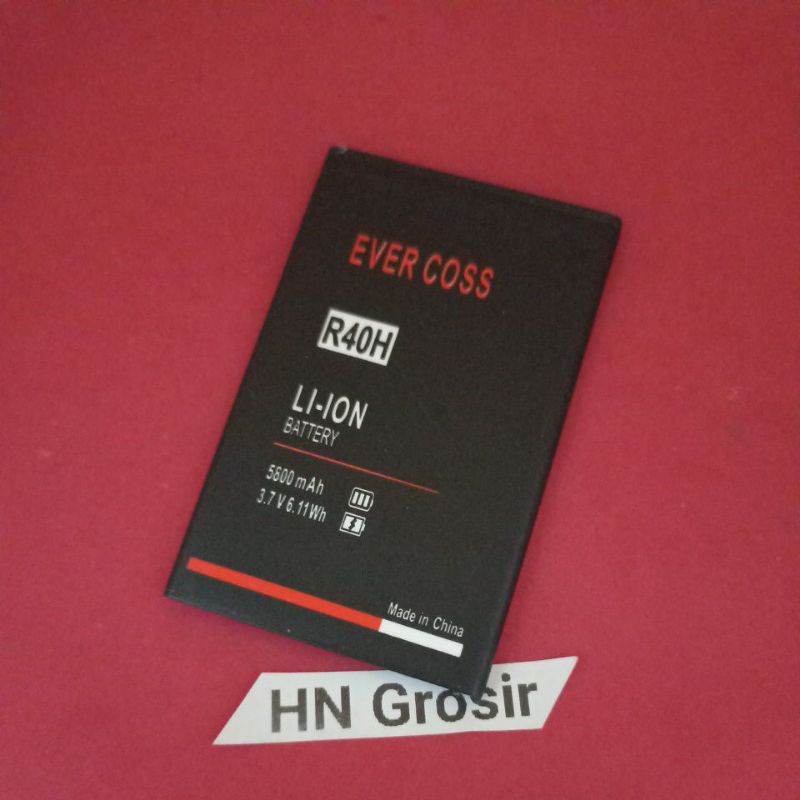 EVER COSS
R40H
LI-ION
BATTERY
5800 mAh
3.7 V 6.11Wh
Made in China
HN Grosir